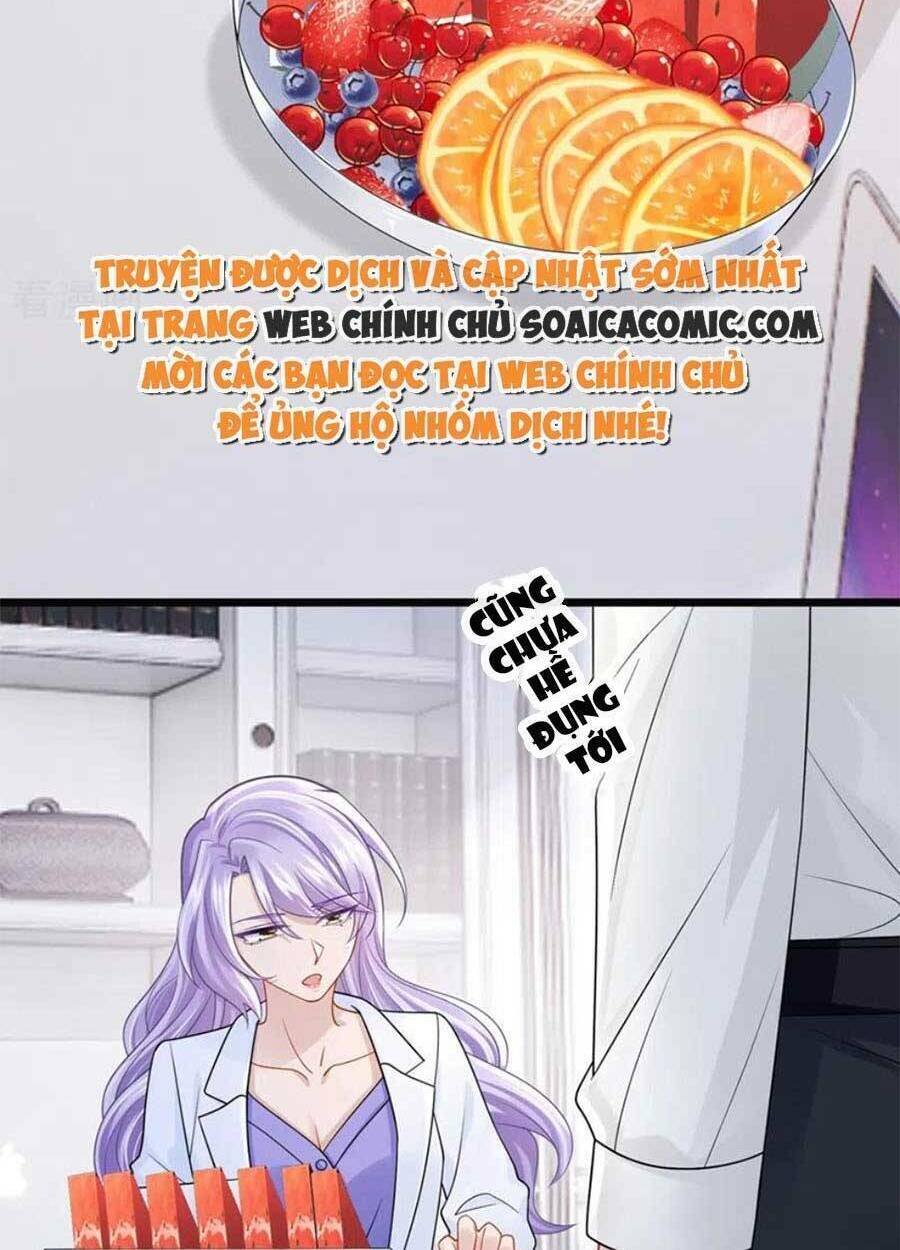 TRUYỆN ĐƯỢC DỊCH VÀ CẬP NHẬT SỚM NHẤT
TẠI TRANG WEB CHÍNH CHỦ SOAICACOMIC.COM
MỜI CÁC BẠN ĐỌC TẠI WEB CHÍNH CHỦ
ĐỂ ỦNG HỘ NHÓM DỊCH NHÉ!
CŨNG
CHƯA
HỀ
ĐỤNG
TỚI